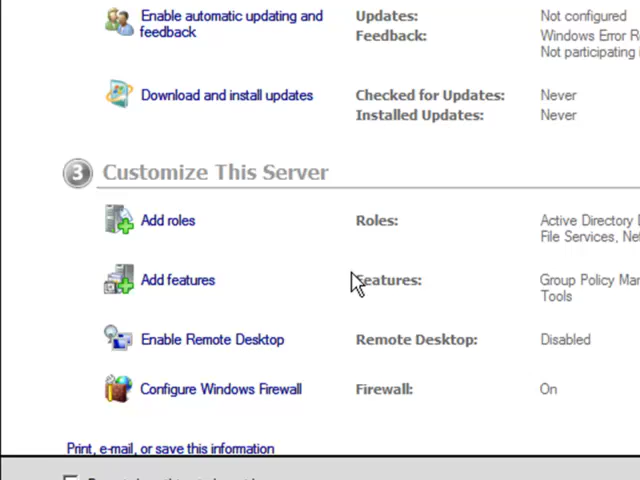 Enable automatic updating and feedback
Updates:
Not configured
Feedback:
Windows Error R
Not participating i
Download and install updates
Checked for Updates:
Never
Installed Updates:
Never
3 Customize This Server
Add roles
Roles:
Active Directory D
File Services, Net
Add features
Features:
Group Policy Man
Tools
Enable Remote Desktop
Remote Desktop:
Disabled
Configure Windows Firewall
Firewall:
On
Print, e-mail, or save this information